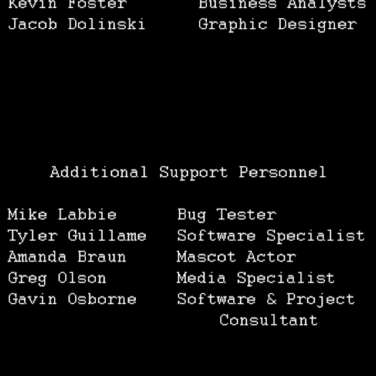 Kevin Foster Business Analysts
Jacob Dolinski Graphic Designer
Additional Support Personnel
Mike Labbie Bug Tester
Tyler Guillame Software Specialist
Amanda Braun Mascot Actor
Greg Olson Media Specialist
Gavin Osborne Software & Project
Consultant